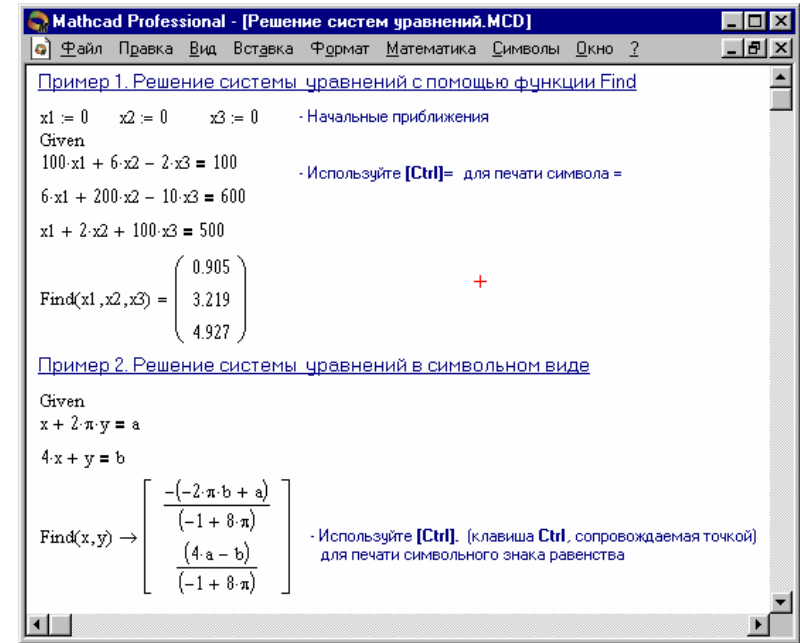 Mathcad Professional - [Решение систем уравнений.MCD]
Файл Правка Вид Вставка Формат Математика Символы Окно ?
Пример 1. Решение системы уравнений с помощью функции Find
x1 := 0 x2 := 0 x3 := 0 - Начальные приближения
Given
100·x1 + 6·x2 − 2·x3 = 100
- Используйте [Ctrl]= для печати символа =
6·x1 + 200·x2 − 10·x3 = 600
x1 + 2·x2 + 100·x3 = 500
0.905
Find(x1,x2,x3) = 3.219
4.927
Пример 2. Решение системы уравнений в символьном виде
Given
x + 2·π·y = a
4·x + y = b
−(−2·π·b + a)
(−1 + 8·π)
Find(x,y) → - Используйте [Ctrl]. (клавиша Ctrl, сопровождаемая точкой)
(4·a − b) для печати символьного знака равенства
(−1 + 8·π)